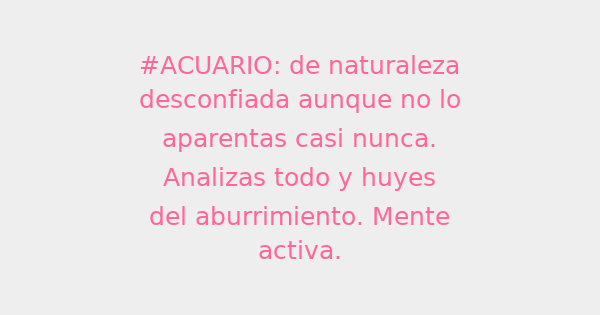 #ACUARIO: de naturaleza
desconfiada aunque no lo
aparentas casi nunca.
Analizas todo y huyes
del aburrimiento. Mente
activa.